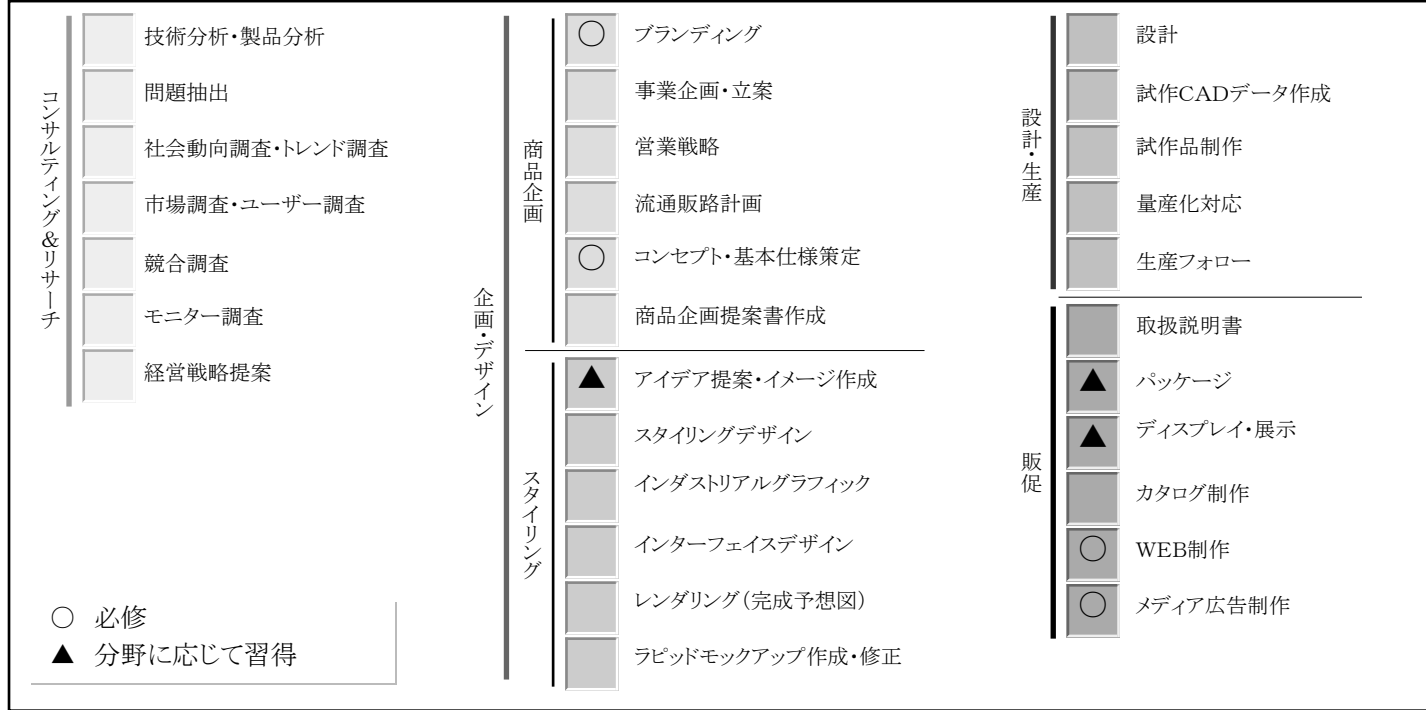 コンサルティング&リサーチ
技術分析・製品分析
問題抽出
社会動向調査・トレンド調査
市場調査・ユーザー調査
競合調査
モニター調査
経営戦略提案
企画・デザイン
商品企画
○ ブランディング
事業企画・立案
営業戦略
流通販路計画
○ コンセプト・基本仕様策定
商品企画提案書作成
スタイリング
▲ アイデア提案・イメージ作成
スタイリングデザイン
インダストリアルグラフィック
インターフェイスデザイン
レンダリング(完成予想図)
ラピッドモックアップ作成・修正
設計・生産
設計
試作CADデータ作成
試作品制作
量産化対応
生産フォロー
販促
取扱説明書
▲ パッケージ
▲ ディスプレイ・展示
カタログ制作
○ WEB制作
○ メディア広告制作
○ 必修
▲ 分野に応じて習得